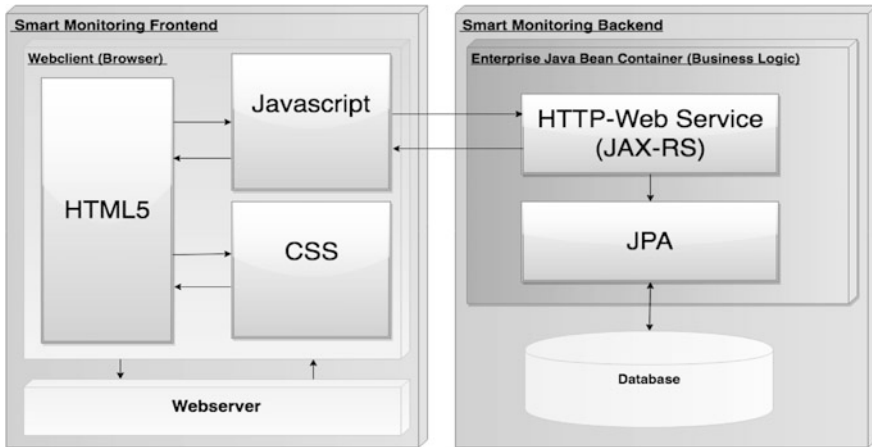 Smart Monitoring Frontend
Webclient (Browser)
HTML5
Javascript
CSS
Webserver
Smart Monitoring Backend
Enterprise Java Bean Container (Business Logic)
HTTP-Web Service
(JAX-RS)
JPA
Database